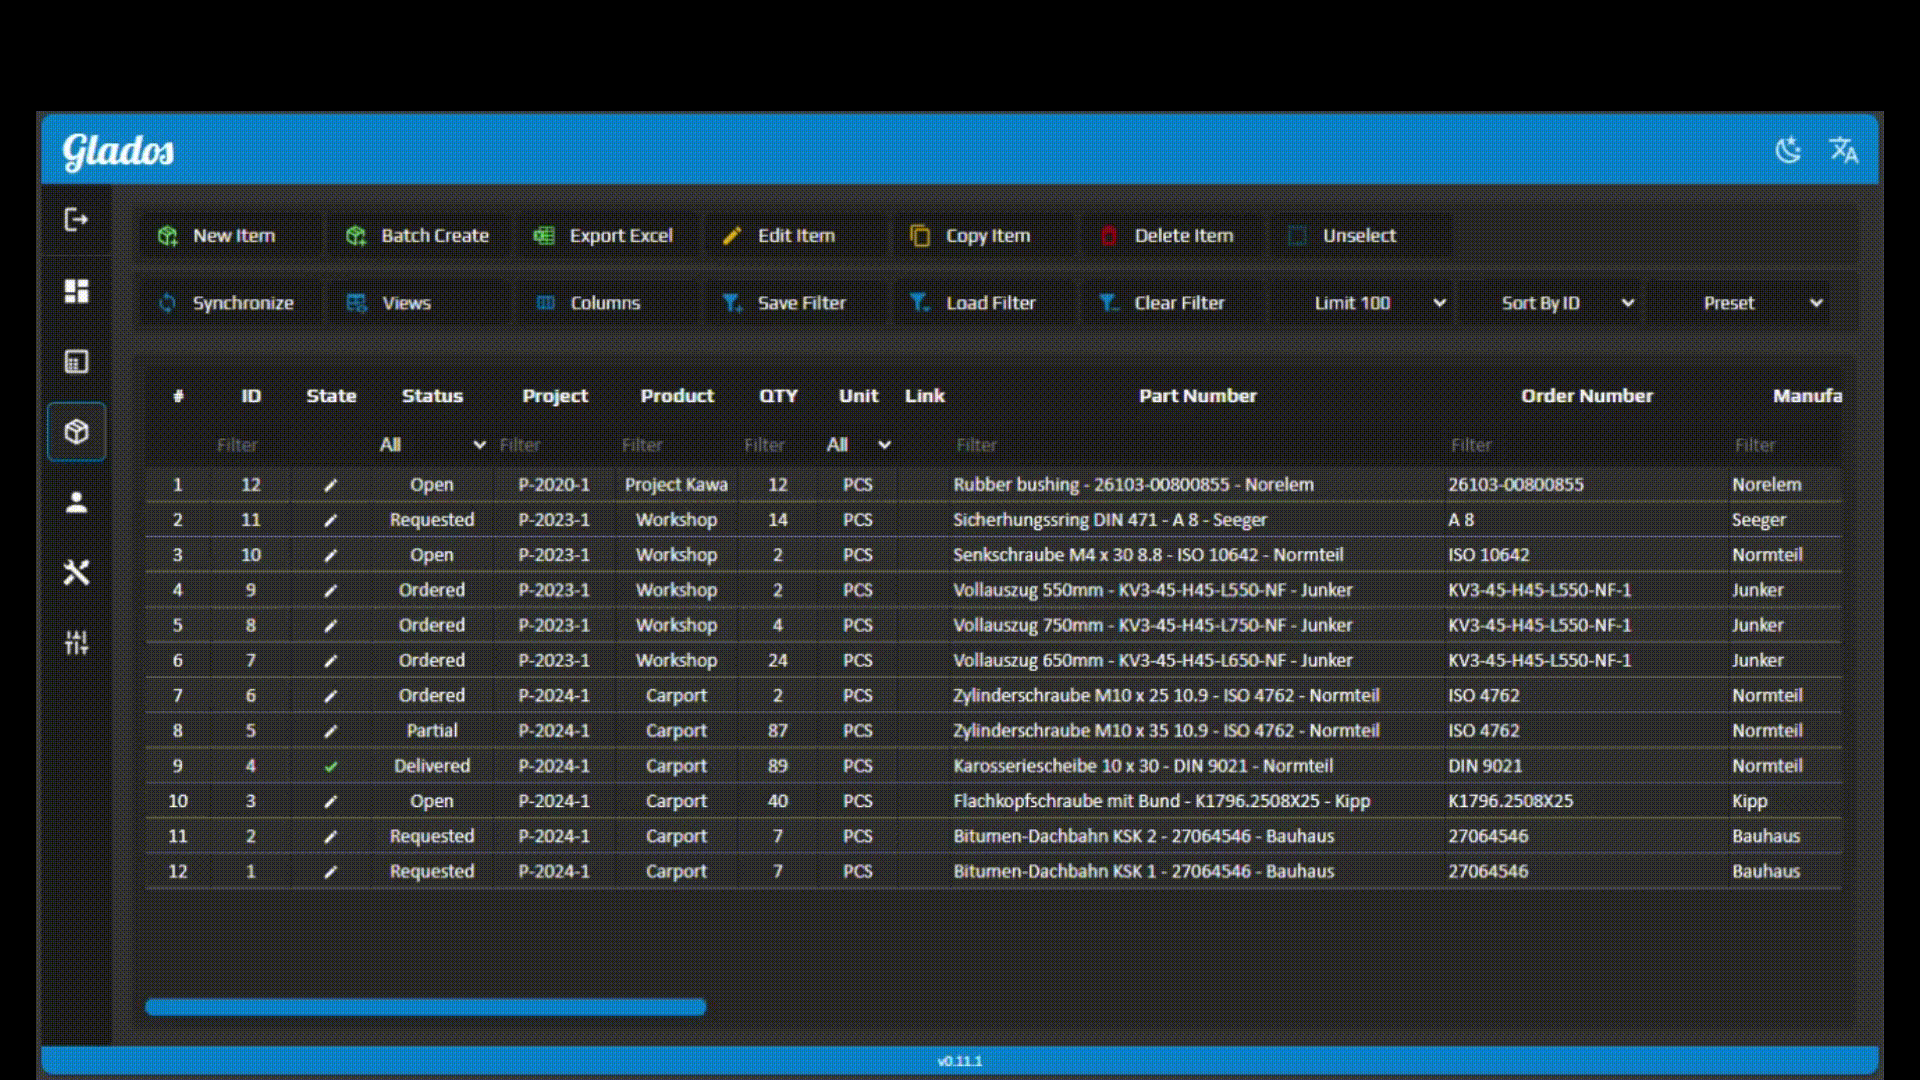 Glados
New Item Batch Create Export Excel Edit Item Copy Item Delete Item Unselect
Synchronize Views Columns Save Filter Load Filter Clear Filter Limit 100 Sort By ID Preset
# ID State Status Project Product QTY Unit Link Part Number Order Number Manufa
Filter All Filter Filter Filter All Filter Filter Filter
1 12 Open P-2020-1 Project Kawa 12 PCS Rubber bushing - 26103-00800855 - Norelem 26103-00800855 Norelem
2 11 Requested P-2023-1 Workshop 14 PCS Sicherhungssring DIN 471 - A 8 - Seeger A 8 Seeger
3 10 Open P-2023-1 Workshop 2 PCS Senkschraube M4 x 30 8.8 - ISO 10642 - Normteil ISO 10642 Normteil
4 9 Ordered P-2023-1 Workshop 2 PCS Vollauszug 550mm - KV3-45-H45-L550-NF - Junker KV3-45-H45-L550-NF-1 Junker
5 8 Ordered P-2023-1 Workshop 4 PCS Vollauszug 750mm - KV3-45-H45-L750-NF - Junker KV3-45-H45-L550-NF-1 Junker
6 7 Ordered P-2023-1 Workshop 24 PCS Vollauszug 650mm - KV3-45-H45-L650-NF - Junker KV3-45-H45-L550-NF-1 Junker
7 6 Ordered P-2024-1 Carport 2 PCS Zylinderschraube M10 x 25 10.9 - ISO 4762 - Normteil ISO 4762 Normteil
8 5 Partial P-2024-1 Carport 87 PCS Zylinderschraube M10 x 35 10.9 - ISO 4762 - Normteil ISO 4762 Normteil
9 4 Delivered P-2024-1 Carport 89 PCS Karosseriescheibe 10 x 30 - DIN 9021 - Normteil DIN 9021 Normteil
10 3 Open P-2024-1 Carport 40 PCS Flachkopfschraube mit Bund - K1796.2508X25 - Kipp K1796.2508X25 Kipp
11 2 Requested P-2024-1 Carport 7 PCS Bitumen-Dachbahn KSK 2 - 27064546 - Bauhaus 27064546 Bauhaus
12 1 Requested P-2024-1 Carport 7 PCS Bitumen-Dachbahn KSK 1 - 27064546 - Bauhaus 27064546 Bauhaus
v0.11.1